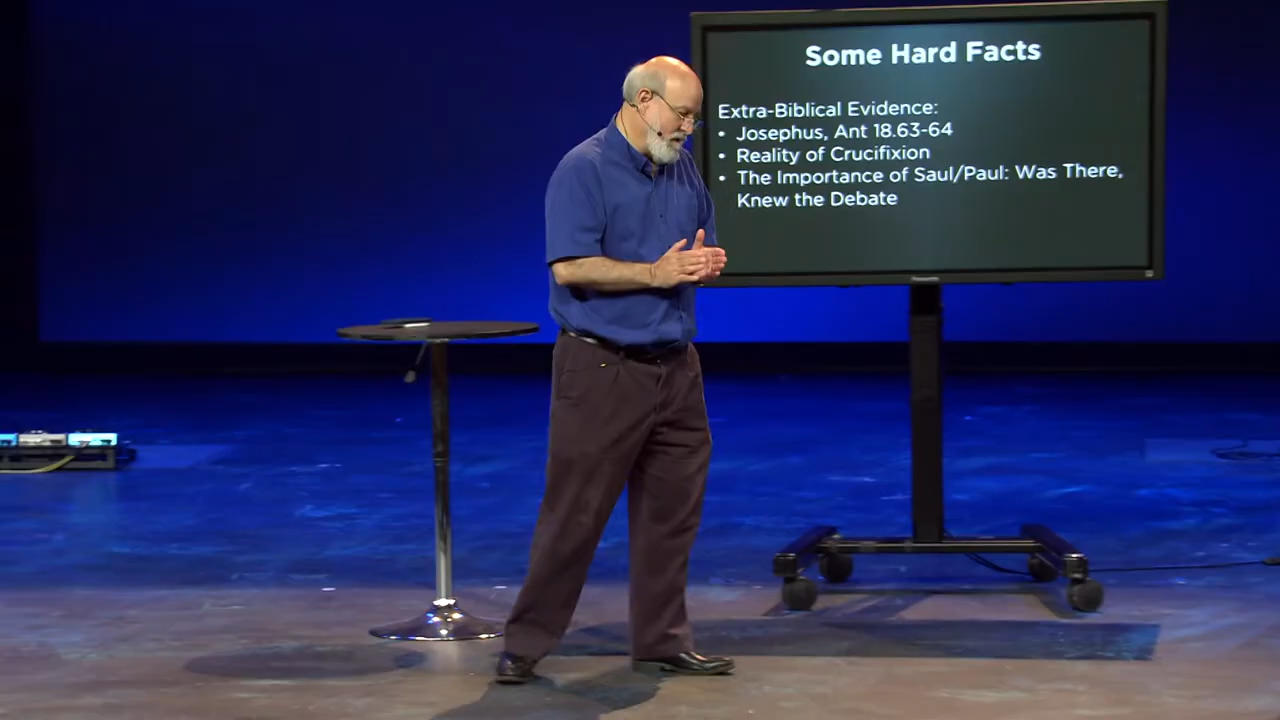 Some Hard Facts
Extra-Biblical Evidence:
• Josephus, Ant 18.63-64
• Reality of Crucifixion
• The Importance of Saul/Paul: Was There,
Knew the Debate
Panasonic